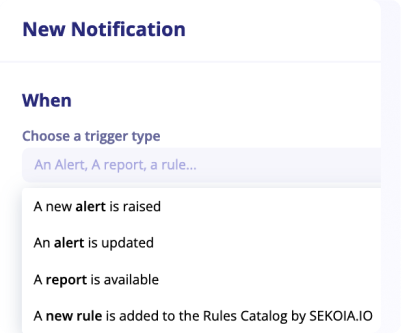 New Notification
When
Choose a trigger type
An Alert, A report, a rule...
A new alert is raised
An alert is updated
A report is available
A new rule is added to the Rules Catalog by SEKOIA.IO